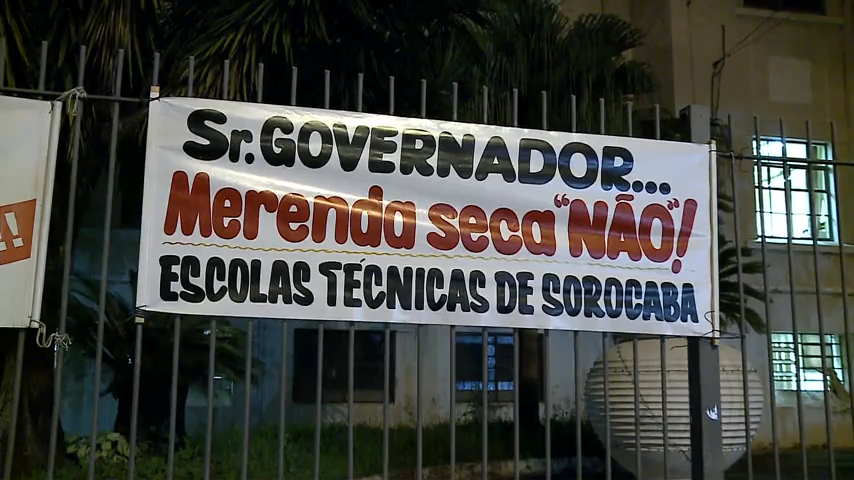 Sr. GOVERNADOR...
Merenda seca "NÃO"!
ESCOLAS TÉCNICAS DE SOROCABA